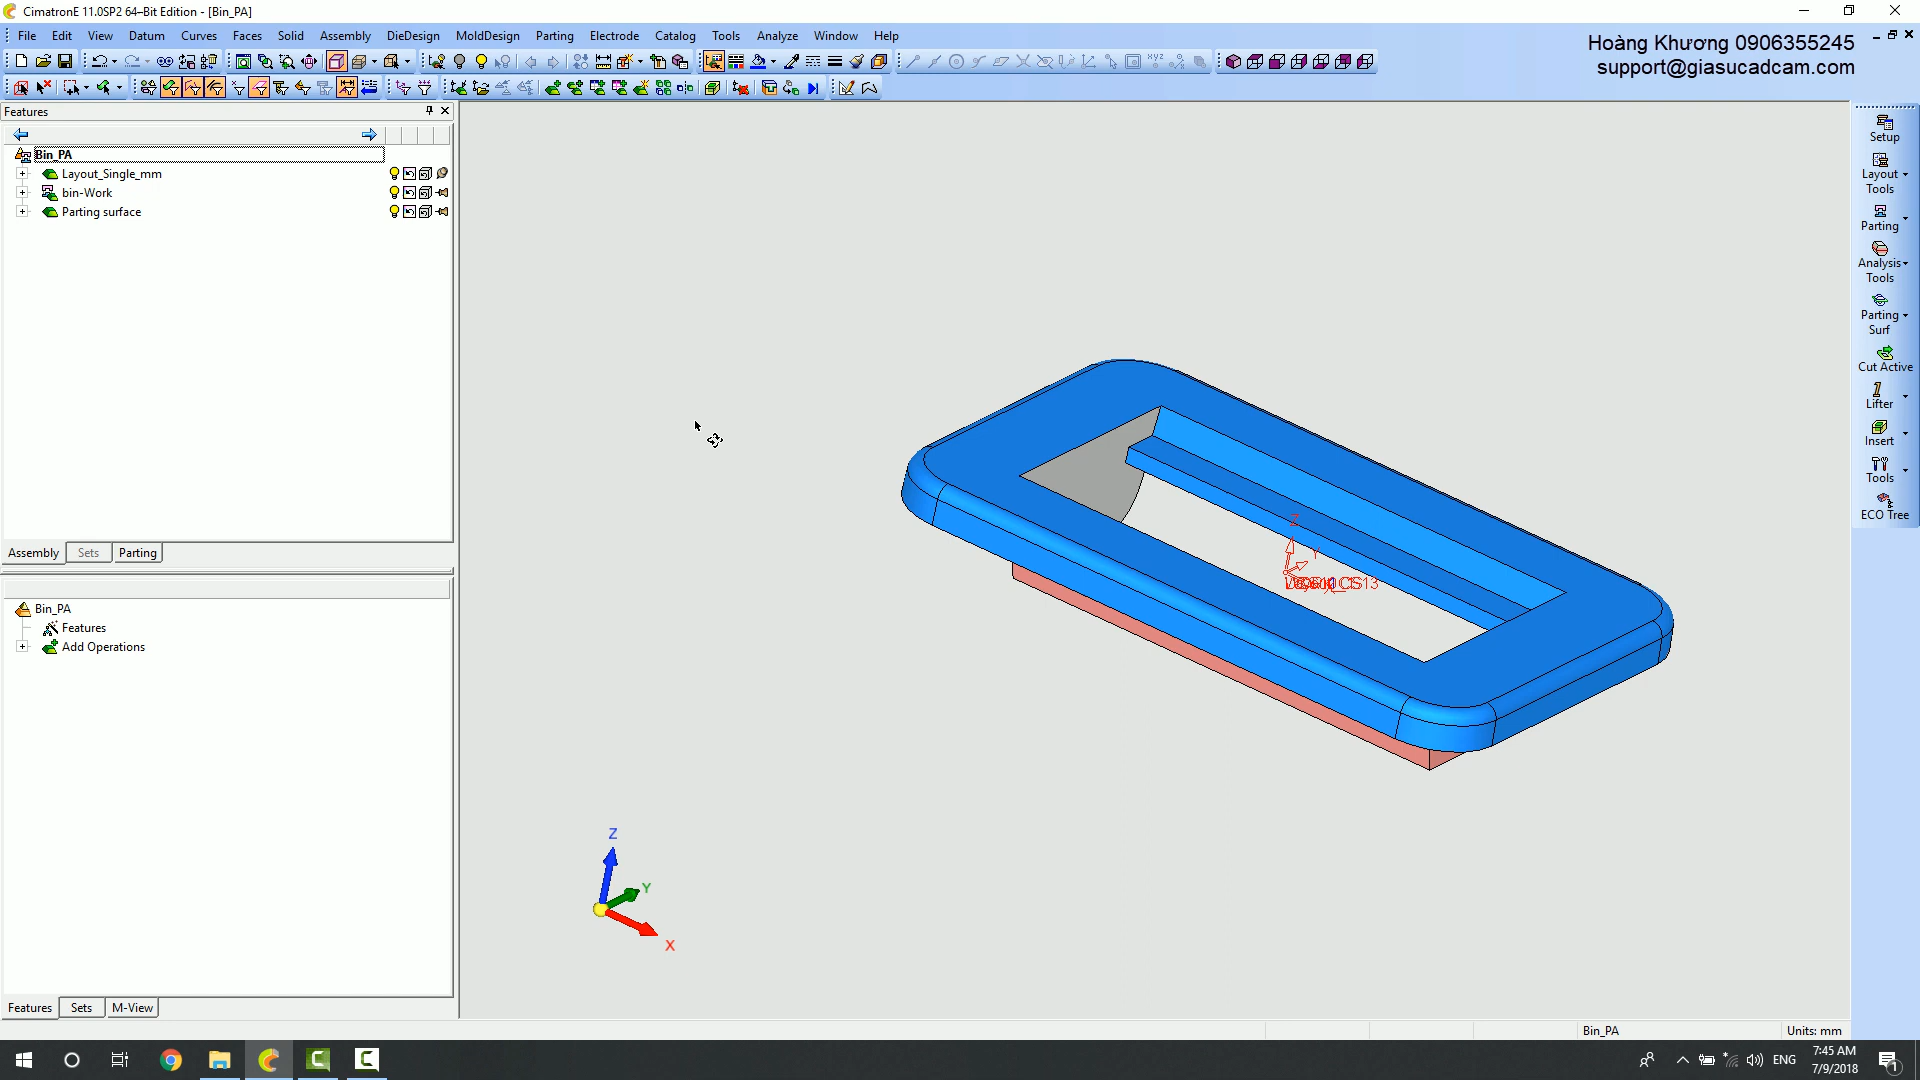 CimatronE 11.0SP2 64–Bit Edition - [Bin_PA]
File Edit View Datum Curves Faces Solid Assembly DieDesign MoldDesign Parting Electrode Catalog Tools Analyze Window Help
Hoàng Khương 0906355245
support@giasucadcam.com
Features
Bin_PA
Layout_Single_mm
bin-Work
Parting surface
Assembly Sets Parting
Bin_PA
Features
Add Operations
Features Sets M-View
Z
Y
X
Z
Y
Setup
Layout
Tools
Parting
Analysis
Tools
Parting
Surf
Cut Active
Lifter
Insert
Tools
ECO Tree
Bin_PA
Units: mm
ENG
7:45 AM
7/9/2018
1